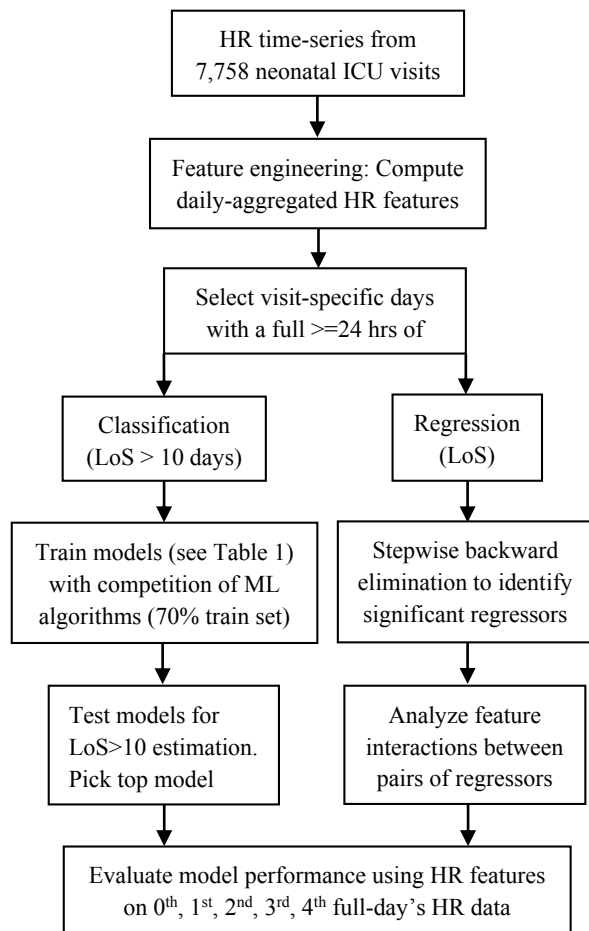 HR time-series from
7,758 neonatal ICU visits
Feature engineering: Compute
daily-aggregated HR features
Select visit-specific days
with a full >=24 hrs of
Classification
(LoS > 10 days)
Regression
(LoS)
Train models (see Table 1)
with competition of ML
algorithms (70% train set)
Stepwise backward
elimination to identify
significant regressors
Test models for
LoS>10 estimation.
Pick top model
Analyze feature
interactions between
pairs of regressors
Evaluate model performance using HR features
on 0th, 1st, 2nd, 3rd, 4th full-day’s HR data